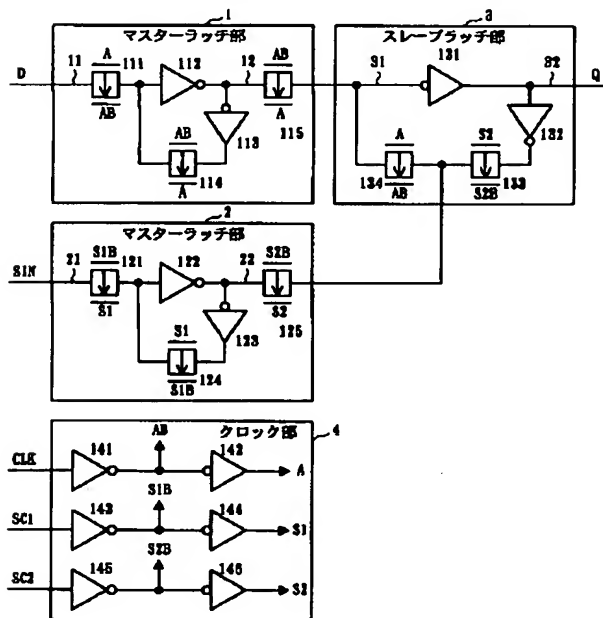 1
マスターラッチ部
D
11
A
AB
111
112
12
AB
A
115
113
AB
A
114
3
スレーブラッチ部
S1
131
S2
Q
132
A
AB
134
S2
S2B
133
2
マスターラッチ部
SIN
21
S1B
S1
121
122
22
S2B
S2
125
123
S1
S1B
124
クロック部
4
CLK
141
AB
142
A
SC1
143
S1B
144
S1
SC2
145
S2B
146
S2